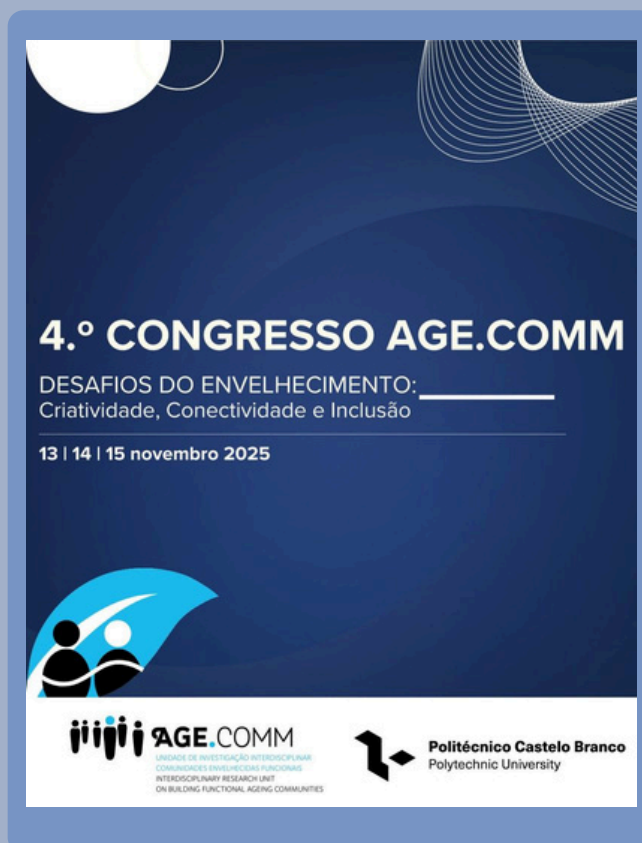 4.º CONGRESSO AGE.COMM
DESAFIOS DO ENVELHECIMENTO:
Criatividade, Conectividade e Inclusão
13 | 14 | 15 novembro 2025
AGE.COMM
UNIDADE DE INVESTIGAÇÃO INTERDISCIPLINAR
COMUNIDADES ENVELHECIDAS FUNCIONAIS
INTERDISCIPLINARY RESEARCH UNIT
ON BUILDING FUNCTIONAL AGEING COMMUNITIES
Politécnico Castelo Branco
Polytechnic University